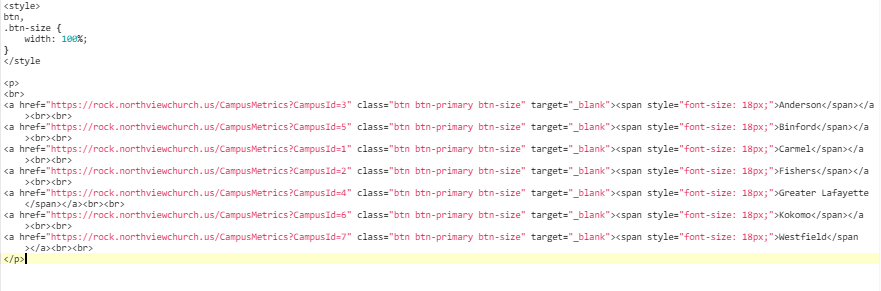 <style>
btn,
.btn-size {
    width: 100%;
}
</style

<p>
<br>
<a href="https://rock.northviewchurch.us/CampusMetrics?CampusId=3" class="btn btn-primary btn-size" target="_blank"><span style="font-size: 18px;">Anderson</span></a
    ><br><br>
<a href="https://rock.northviewchurch.us/CampusMetrics?CampusId=5" class="btn btn-primary btn-size" target="_blank"><span style="font-size: 18px;">Binford</span></a
    ><br><br>
<a href="https://rock.northviewchurch.us/CampusMetrics?CampusId=1" class="btn btn-primary btn-size" target="_blank"><span style="font-size: 18px;">Carmel</span></a
    ><br><br>
<a href="https://rock.northviewchurch.us/CampusMetrics?CampusId=2" class="btn btn-primary btn-size" target="_blank"><span style="font-size: 18px;">Fishers</span></a
    ><br><br>
<a href="https://rock.northviewchurch.us/CampusMetrics?CampusId=4" class="btn btn-primary btn-size" target="_blank"><span style="font-size: 18px;">Greater Lafayette
    </span></a><br><br>
<a href="https://rock.northviewchurch.us/CampusMetrics?CampusId=6" class="btn btn-primary btn-size" target="_blank"><span style="font-size: 18px;">Kokomo</span></a
    ><br><br>
<a href="https://rock.northviewchurch.us/CampusMetrics?CampusId=7" class="btn btn-primary btn-size" target="_blank"><span style="font-size: 18px;">Westfield</span
    ></a><br><br>
</p>